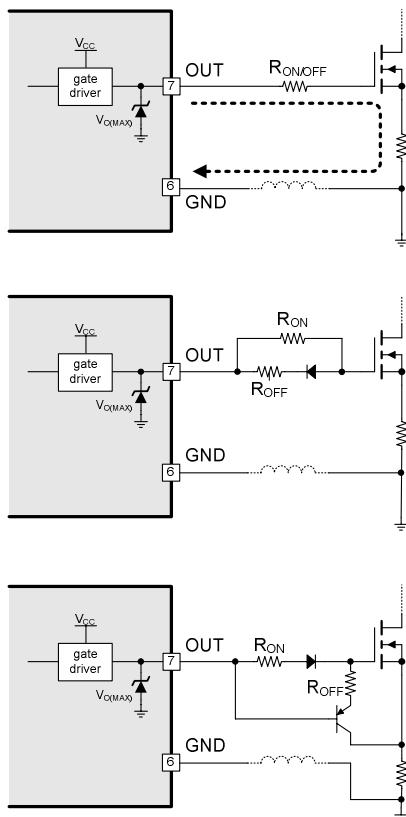 VCC
gate
driver
VO(MAX)
7
OUT
RON/OFF
6
GND
VCC
gate
driver
VO(MAX)
7
OUT
RON
ROFF
6
GND
VCC
gate
driver
VO(MAX)
7
OUT
RON
ROFF
6
GND